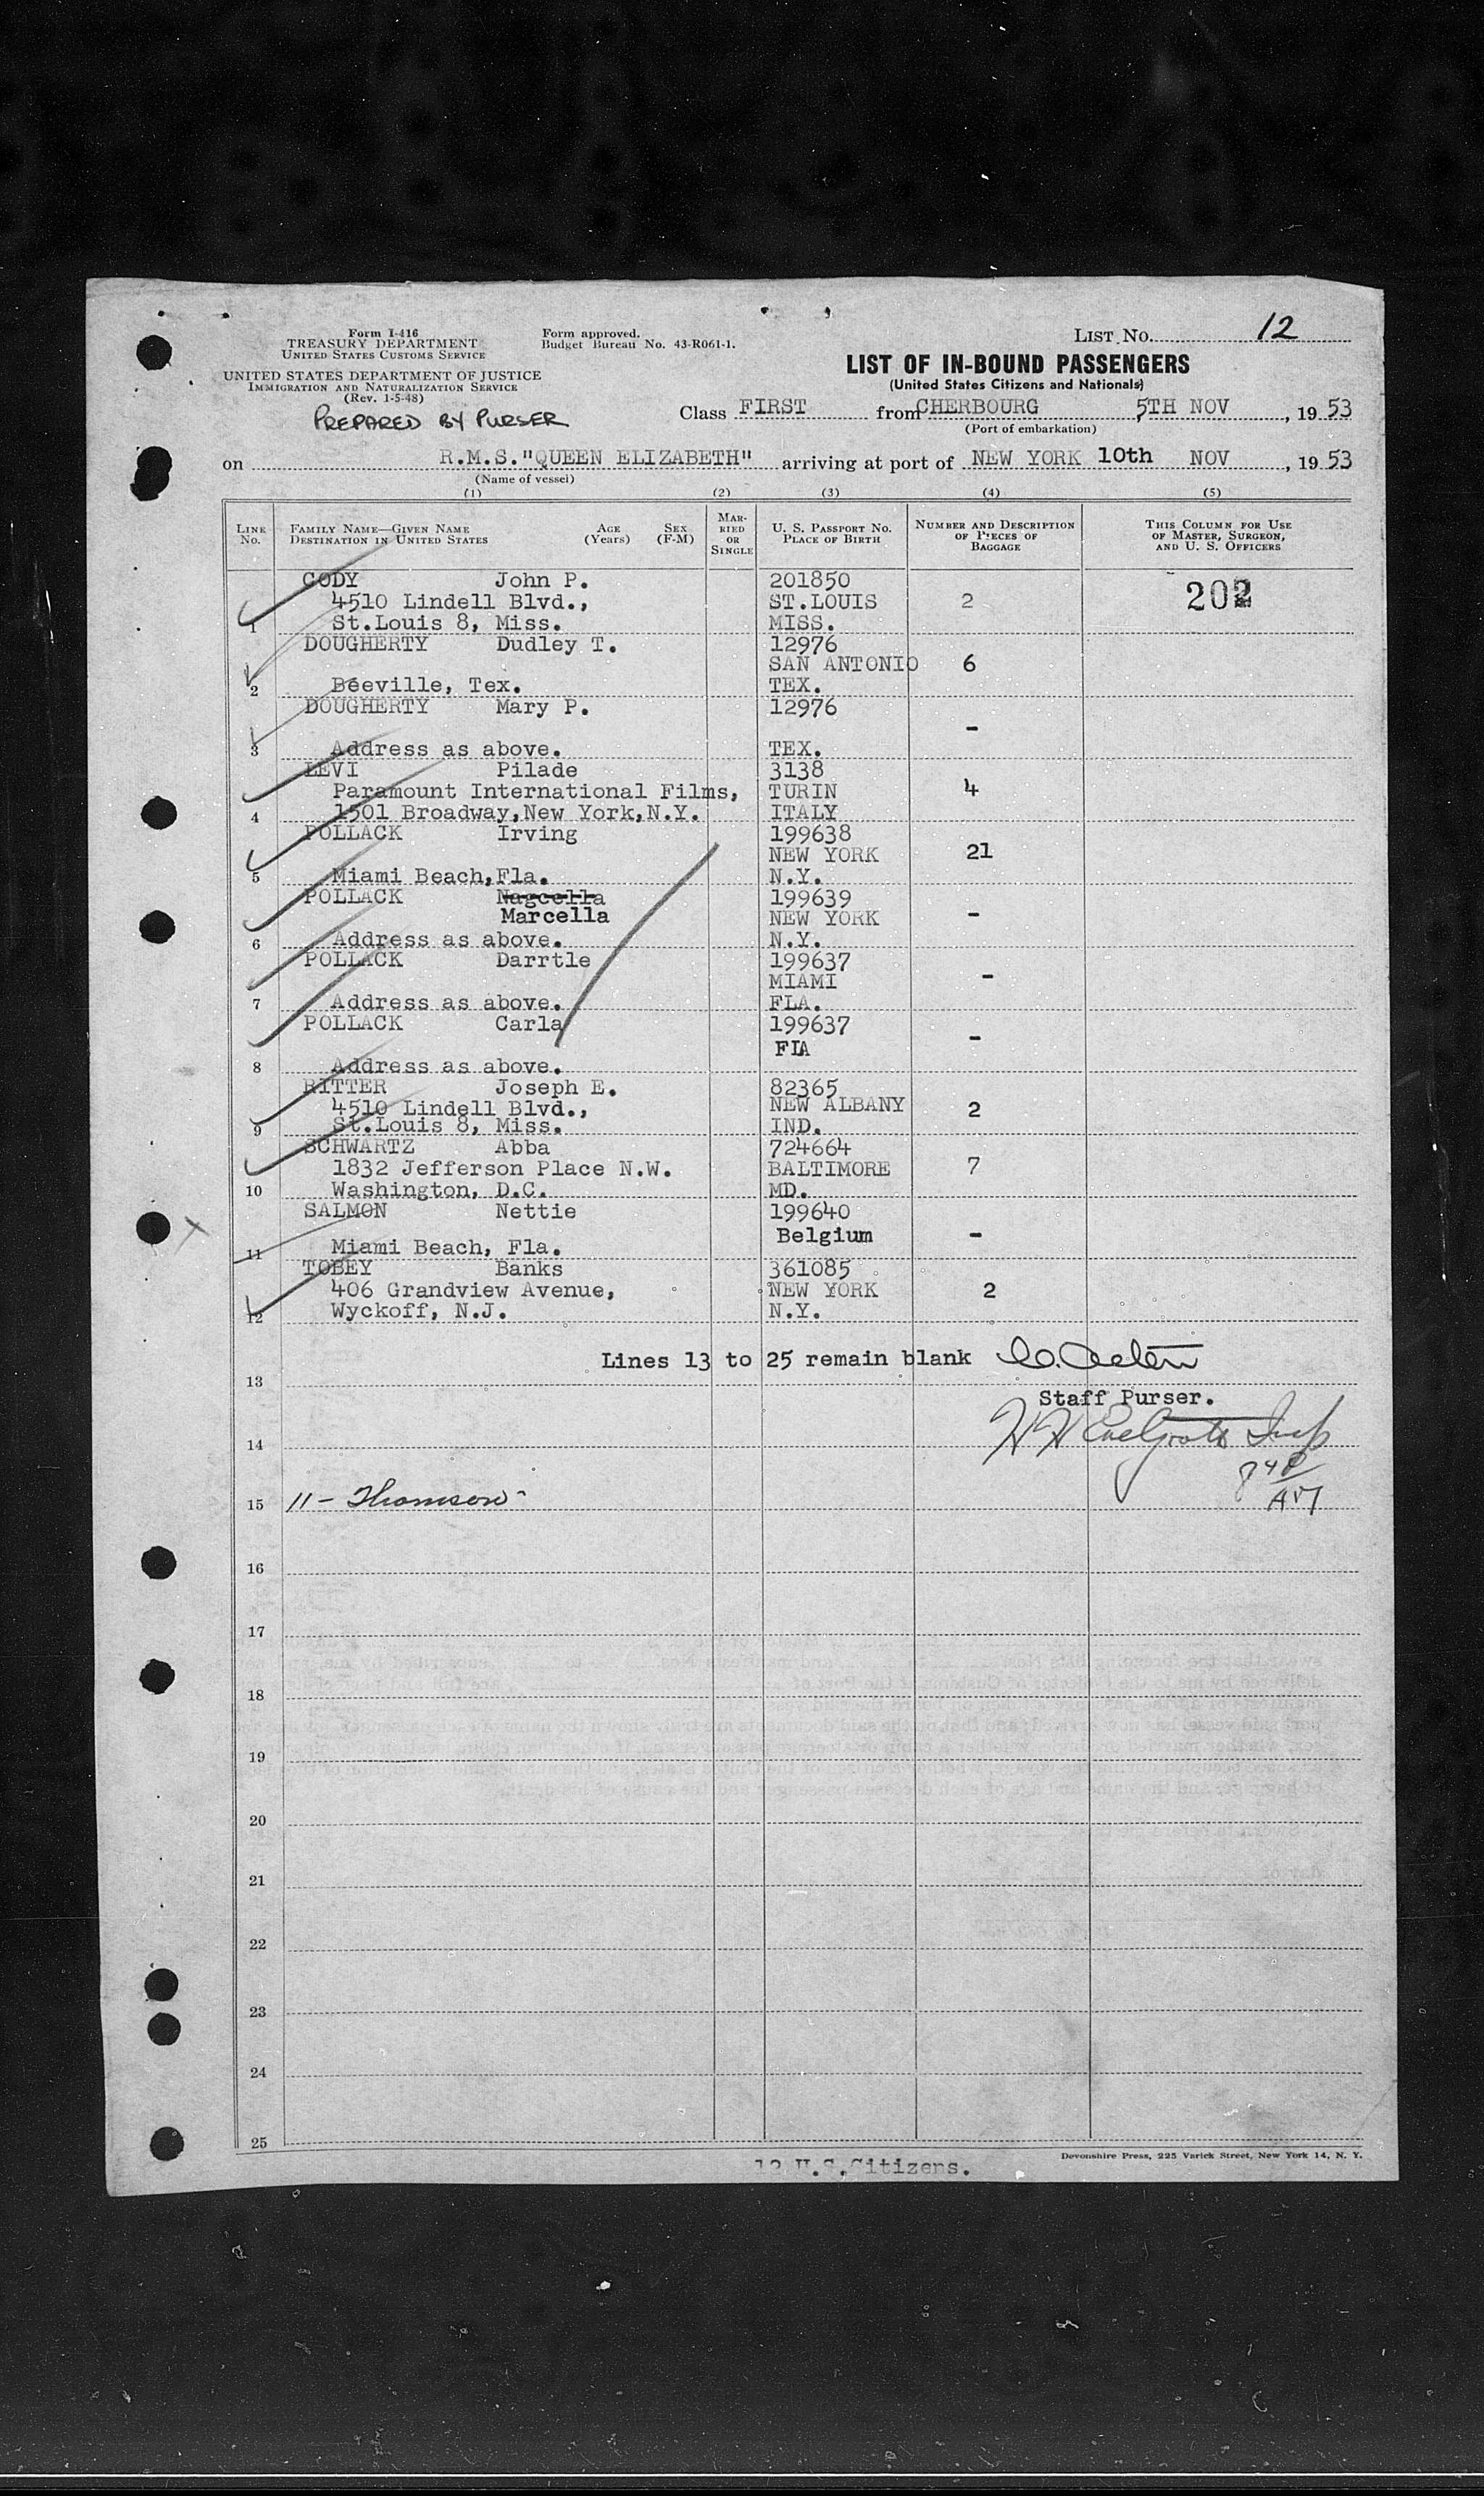 Form I-416
TREASURY DEPARTMENT
UNITED STATES CUSTOMS SERVICE
UNITED STATES DEPARTMENT OF JUSTICE
IMMIGRATION AND NATURALIZATION SERVICE
(Rev. 1-5-48)
PREPARED BY PURSER
Form approved.
Budget Bureau No. 43-R061-1.
LIST No. 12
LIST OF IN-BOUND PASSENGERS
(United States Citizens and Nationals)
Class FIRST from CHERBOURG 5TH NOV , 19 53
(Port of embarkation)
on R.M.S."QUEEN ELIZABETH" arriving at port of NEW YORK 10th NOV , 19 53
(Name of vessel)
(1) (2) (3) (4) (5)
LINE No. FAMILY NAME—GIVEN NAME DESTINATION IN UNITED STATES AGE (Years) SEX (F-M) MARRIED OR SINGLE U. S. PASSPORT No. PLACE OF BIRTH NUMBER AND DESCRIPTION OF PIECES OF BAGGAGE THIS COLUMN FOR USE OF MASTER, SURGEON, AND U. S. OFFICERS
CODY John P. 201850
4510 Lindell Blvd., ST.LOUIS 2 202
1 St.Louis 8, Miss. MISS.
DOUGHERTY Dudley T. 12976
SAN ANTONIO 6
2 Beeville, Tex. TEX.
DOUGHERTY Mary P. 12976
-
3 Address as above. TEX.
LEVI Pilade 3138
Paramount International Films, TURIN 4
4 1501 Broadway,New York,N.Y. ITALY
POLLACK Irving 199638
NEW YORK 21
5 Miami Beach,Fla. N.Y.
POLLACK Nagcella 199639
Marcella NEW YORK -
6 Address as above. N.Y.
POLLACK Darrtle 199637
MIAMI -
7 Address as above. FLA.
POLLACK Carla 199637
FLA -
8 Address as above.
RITTER Joseph E. 82365
4510 Lindell Blvd., NEW ALBANY 2
9 St.Louis 8, Miss. IND.
SCHWARTZ Abba 724664
1832 Jefferson Place N.W. BALTIMORE 7
10 Washington, D.C. MD.
SALMON Nettie 199640
Belgium -
11 Miami Beach, Fla.
TOBEY Banks 361085
406 Grandview Avenue, NEW YORK 2
12 Wyckoff, N.J. N.Y.
Lines 13 to 25 remain blank
13
Staff Purser.
14
15 11 - Thomson -
16
17
18
19
20
21
22
23
24
25
12 U.S.Citizens.
Devonshire Press, 225 Varick Street, New York 14, N. Y.